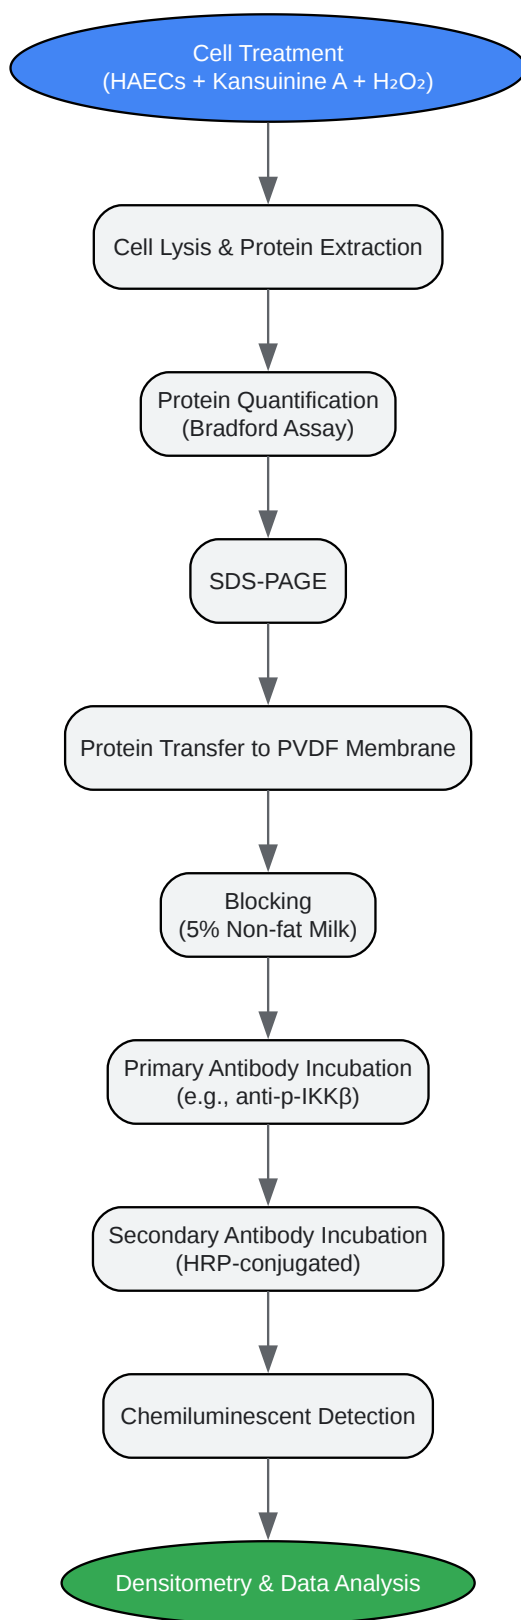 Cell Treatment
(HAECs + Kansuinine A + H₂O₂)
Cell Lysis & Protein Extraction
Protein Quantification
(Bradford Assay)
SDS-PAGE
Protein Transfer to PVDF Membrane
Blocking
(5% Non-fat Milk)
Primary Antibody Incubation
(e.g., anti-p-IKKβ)
Secondary Antibody Incubation
(HRP-conjugated)
Chemiluminescent Detection
Densitometry & Data Analysis